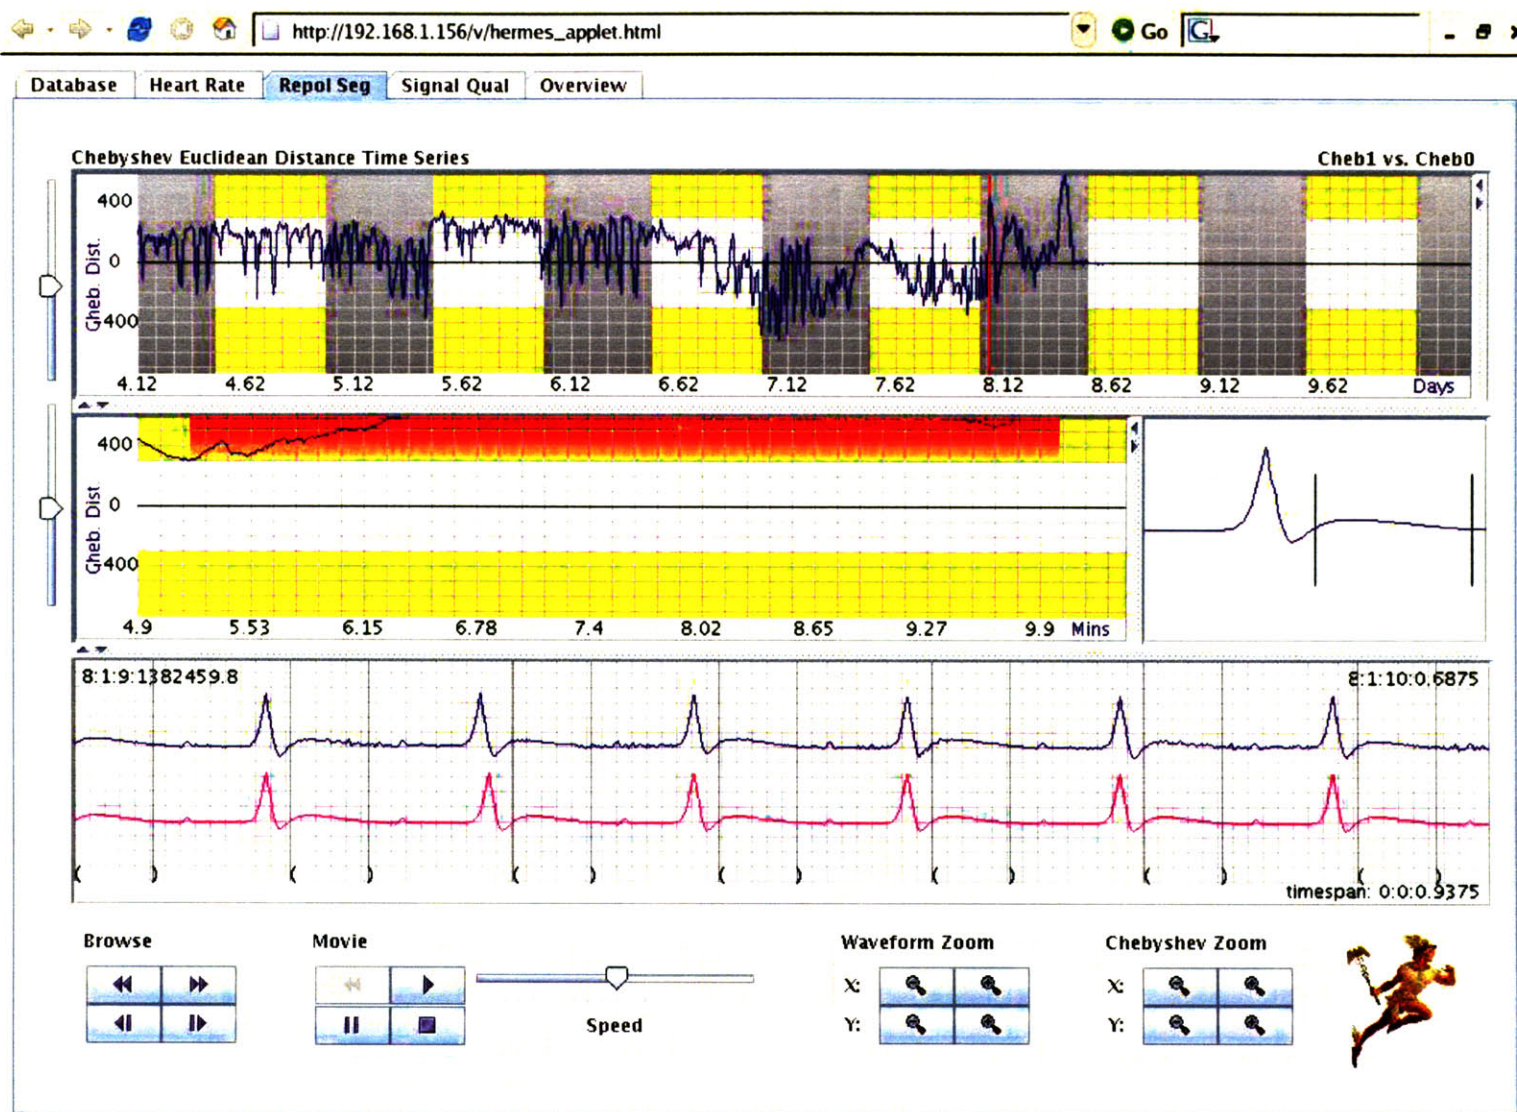 http://192.168.1.156/v/hermes_applet.html Go G
Database Heart Rate Repol Seg Signal Qual Overview
Chebyshev Euclidean Distance Time Series Cheb1 vs. Cheb0
400
0
400
Gheb. Dist.
4.12 4.62 5.12 5.62 6.12 6.62 7.12 7.62 8.12 8.62 9.12 9.62 Days
400
0
400
Gheb. Dist
4.9 5.53 6.15 6.78 7.4 8.02 8.65 9.27 9.9 Mins
8:1:9:1382459.8 8:1:10:0.6875
( ) ( ) ( ) ( ) ( ) ( ) ( )
timespan: 0:0:0.9375
Browse Movie Waveform Zoom Chebyshev Zoom
X: X:
Speed Y: Y: